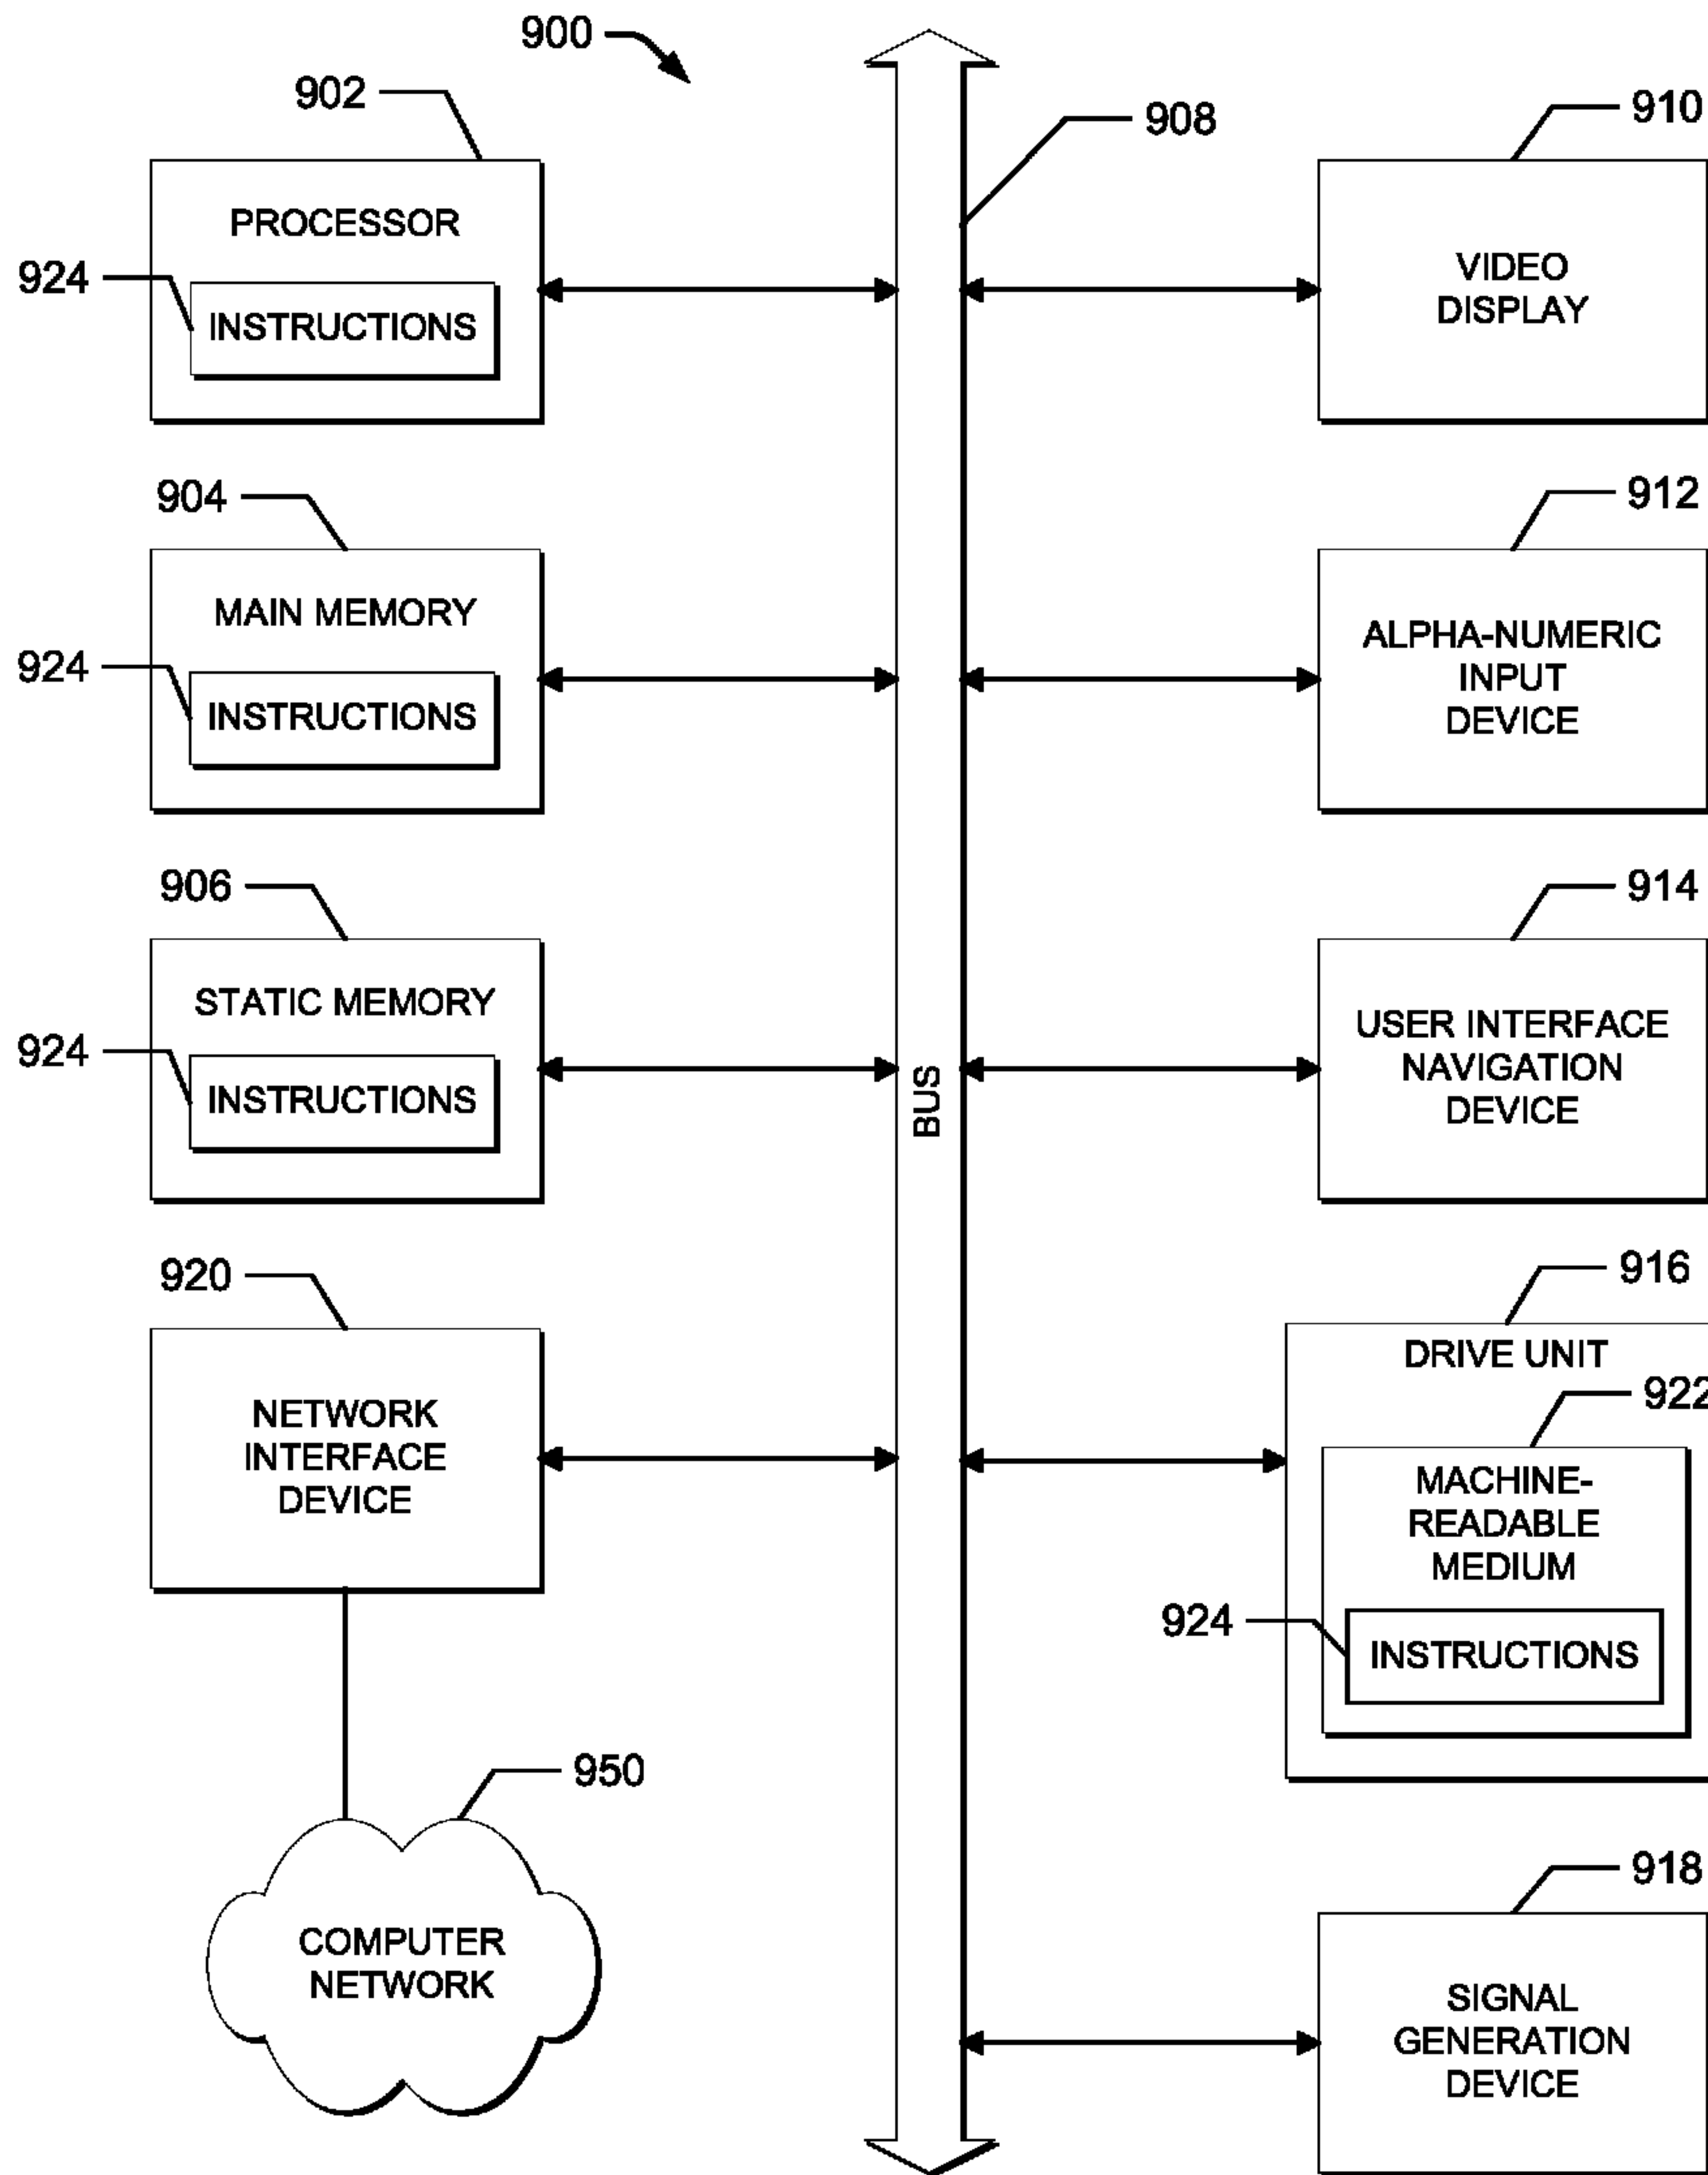 900
902
908
910
PROCESSOR
924
INSTRUCTIONS
VIDEO
DISPLAY
904
912
MAIN MEMORY
924
INSTRUCTIONS
ALPHA-NUMERIC
INPUT
DEVICE
906
914
STATIC MEMORY
924
INSTRUCTIONS
USER INTERFACE
NAVIGATION
DEVICE
BUS
920
916
NETWORK
INTERFACE
DEVICE
DRIVE UNIT
922
MACHINE-
READABLE
MEDIUM
924
INSTRUCTIONS
950
COMPUTER
NETWORK
918
SIGNAL
GENERATION
DEVICE